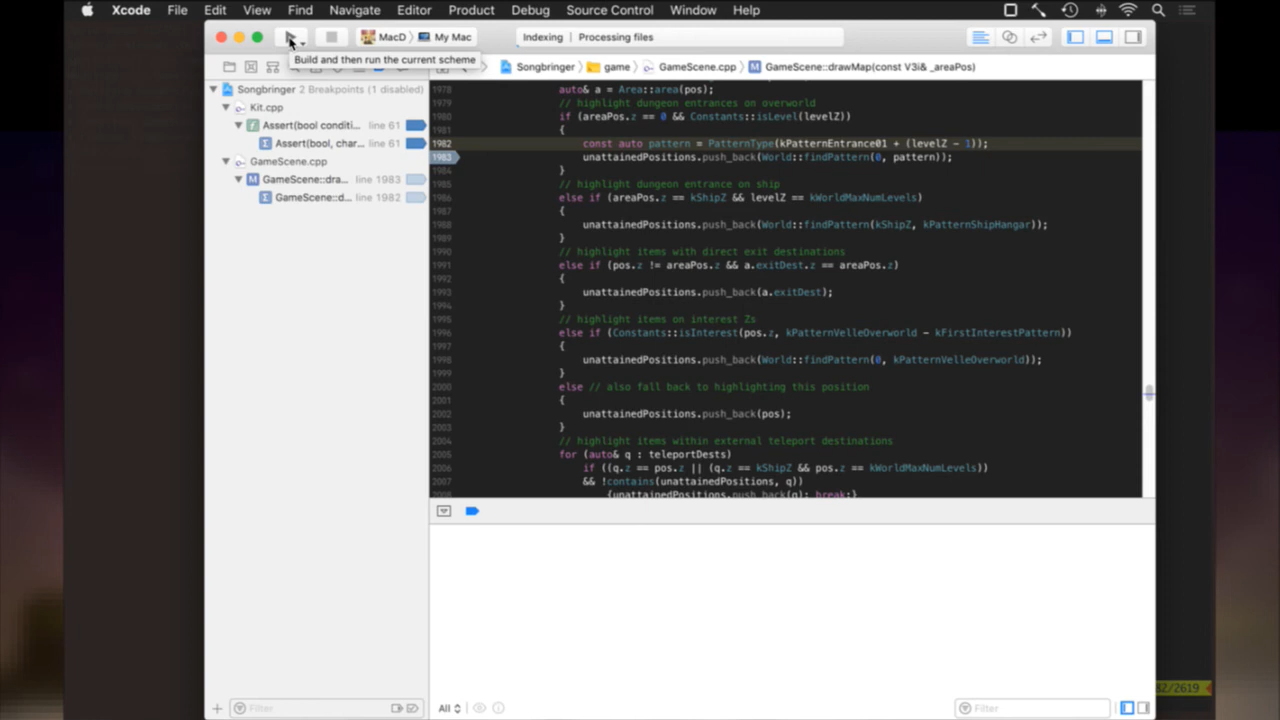 Xcode File Edit View Find Navigate Editor Product Debug Source Control Window Help
MacD My Mac Indexing | Processing files
Build and then run the current scheme
Songbringer game GameScene.cpp M GameScene::drawMap(const V3i& _areaPos)
Songbringer 2 Breakpoints (1 disabled)
Kit.cpp
f Assert(bool conditi... line 61
Σ Assert(bool, char... line 61
GameScene.cpp
M GameScene::dra... line 1983
Σ GameScene::d... line 1982
1978 auto& a = Area::area(pos);
1979 // highlight dungeon entrances on overworld
1980 if (areaPos.z == 0 && Constants::isLevel(levelZ))
1981 {
1982 const auto pattern = PatternType(kPatternEntrance01 + (levelZ - 1));
1983 unattainedPositions.push_back(World::findPattern(0, pattern));
1984 }
1985 // highlight dungeon entrance on ship
1986 else if (areaPos.z == kShipZ && levelZ == kWorldMaxNumLevels)
1987 {
1988 unattainedPositions.push_back(World::findPattern(kShipZ, kPatternShipHangar));
1989 }
1990 // highlight items with direct exit destinations
1991 else if (pos.z != areaPos.z && a.exitDest.z == areaPos.z)
1992 {
1993 unattainedPositions.push_back(a.exitDest);
1994 }
1995 // highlight items on interest Zs
1996 else if (Constants::isInterest(pos.z, kPatternVelleOverworld - kFirstInterestPattern))
1997 {
1998 unattainedPositions.push_back(World::findPattern(0, kPatternVelleOverworld));
1999 }
2000 else // also fall back to highlighting this position
2001 {
2002 unattainedPositions.push_back(pos);
2003 }
2004 // highlight items within external teleport destinations
2005 for (auto& q : teleportDests)
2006 if ((q.z == pos.z || (q.z == kShipZ && pos.z == kWorldMaxNumLevels))
2007 && !contains(unattainedPositions, q))
2008 {unattainedPositions.push_back(q); break;}
82/2619
Filter
All
Filter